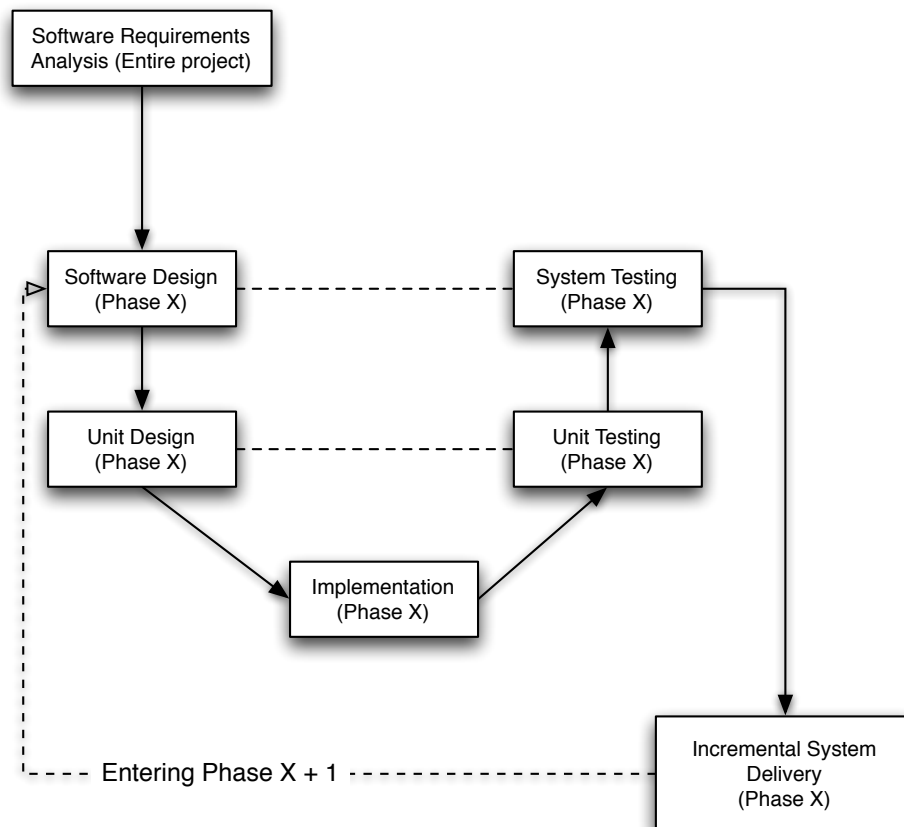 Software Requirements
Analysis (Entire project)
Software Design
(Phase X)
System Testing
(Phase X)
Unit Design
(Phase X)
Unit Testing
(Phase X)
Implementation
(Phase X)
Incremental System
Delivery
(Phase X)
Entering Phase X + 1